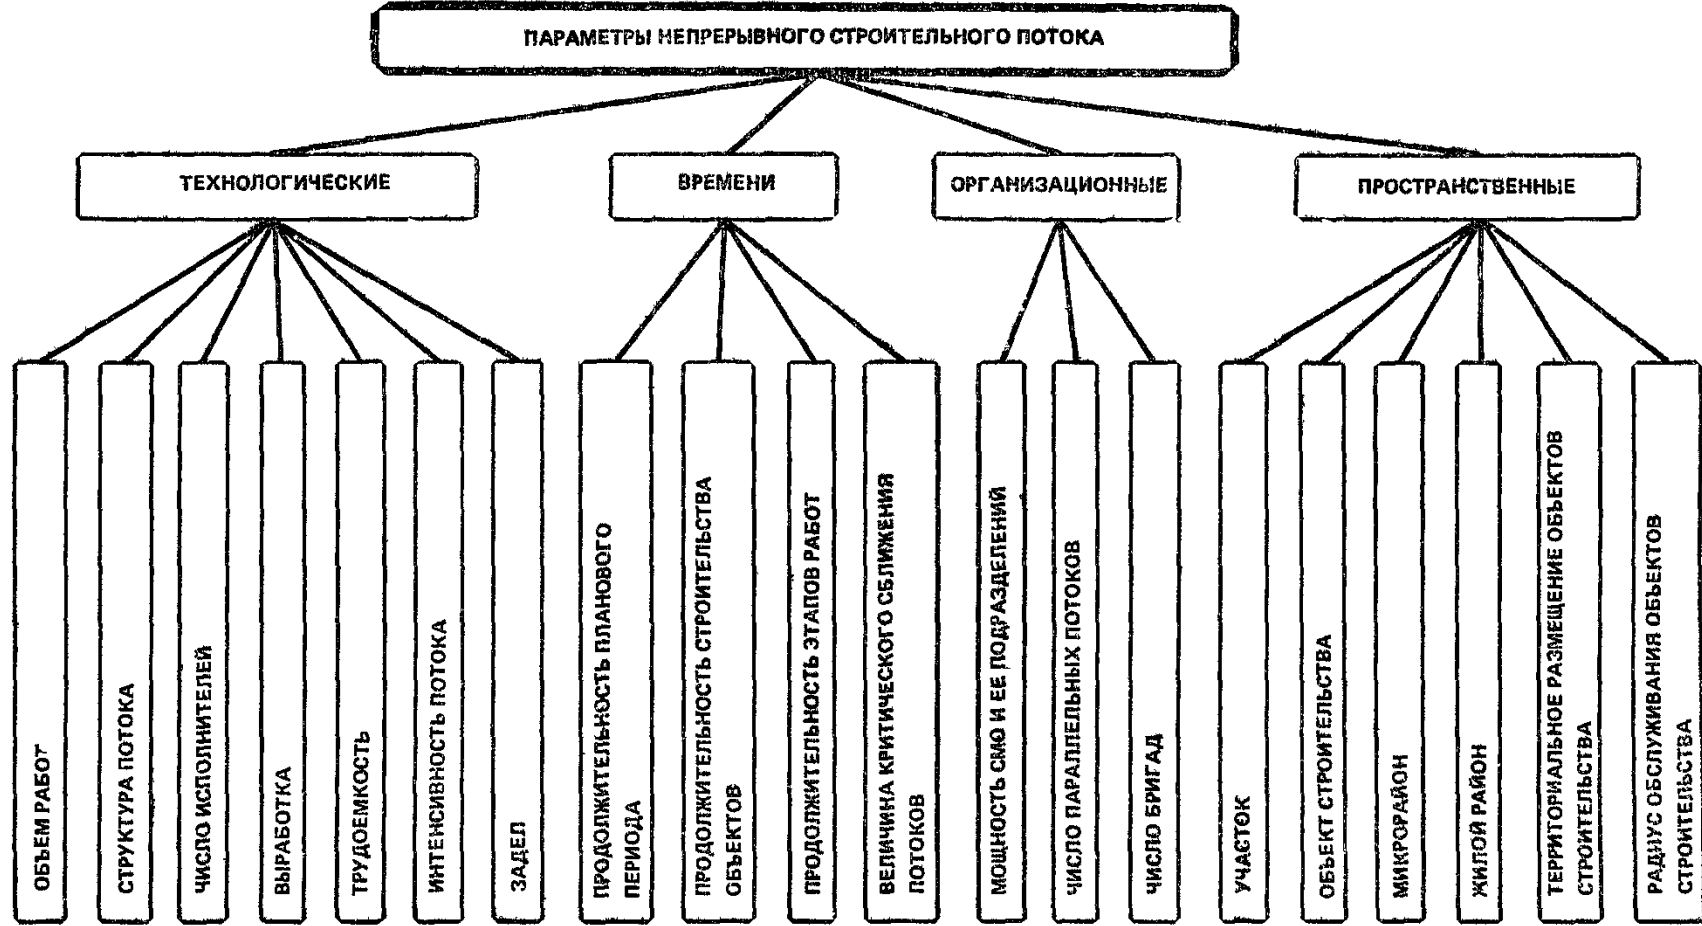 ПАРАМЕТРЫ НЕПРЕРЫВНОГО СТРОИТЕЛЬНОГО ПОТОКА
ТЕХНОЛОГИЧЕСКИЕ
ВРЕМЕНИ
ОРГАНИЗАЦИОННЫЕ
ПРОСТРАНСТВЕННЫЕ
ОБЪЕМ РАБОТ
СТРУКТУРА ПОТОКА
ЧИСЛО ИСПОЛНИТЕЛЕЙ
ВЫРАБОТКА
ТРУДОЕМКОСТЬ
ИНТЕНСИВНОСТЬ ПОТОКА
ЗАДЕЛ
ПРОДОЛЖИТЕЛЬНОСТЬ ПЛАНОВОГО
ПЕРИОДА
ПРОДОЛЖИТЕЛЬНОСТЬ СТРОИТЕЛЬСТВА
ОБЪЕКТОВ
ПРОДОЛЖИТЕЛЬНОСТЬ ЭТАПОВ РАБОТ
ВЕЛИЧИНА КРИТИЧЕСКОГО СБЛИЖЕНИЯ
ПОТОКОВ
МОЩНОСТЬ СМО И ЕЕ ПОДРАЗДЕЛЕНИЙ
ЧИСЛО ПАРАЛЛЕЛЬНЫХ ПОТОКОВ
ЧИСЛО БРИГАД
УЧАСТОК
ОБЪЕКТ СТРОИТЕЛЬСТВА
МИКРОРАЙОН
ЖИЛОЙ РАЙОН
ТЕРРИТОРИАЛЬНОЕ РАЗМЕЩЕНИЕ ОБЪЕКТОВ
СТРОИТЕЛЬСТВА
РАДИУС ОБСЛУЖИВАНИЯ ОБЪЕКТОВ
СТРОИТЕЛЬСТВА